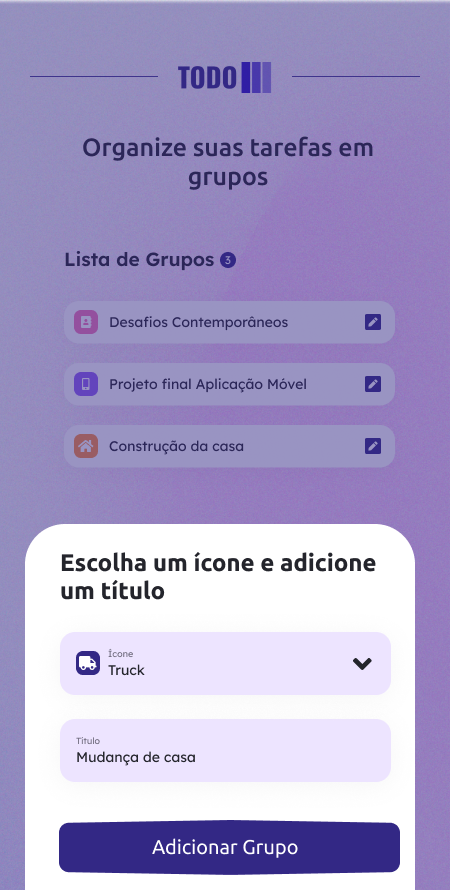 TODO
Organize suas tarefas em
grupos
Lista de Grupos 3
Desafios Contemporâneos
Projeto final Aplicação Móvel
Construção da casa
Escolha um ícone e adicione
um título
Ícone
Truck
Título
Mudança de casa
Adicionar Grupo